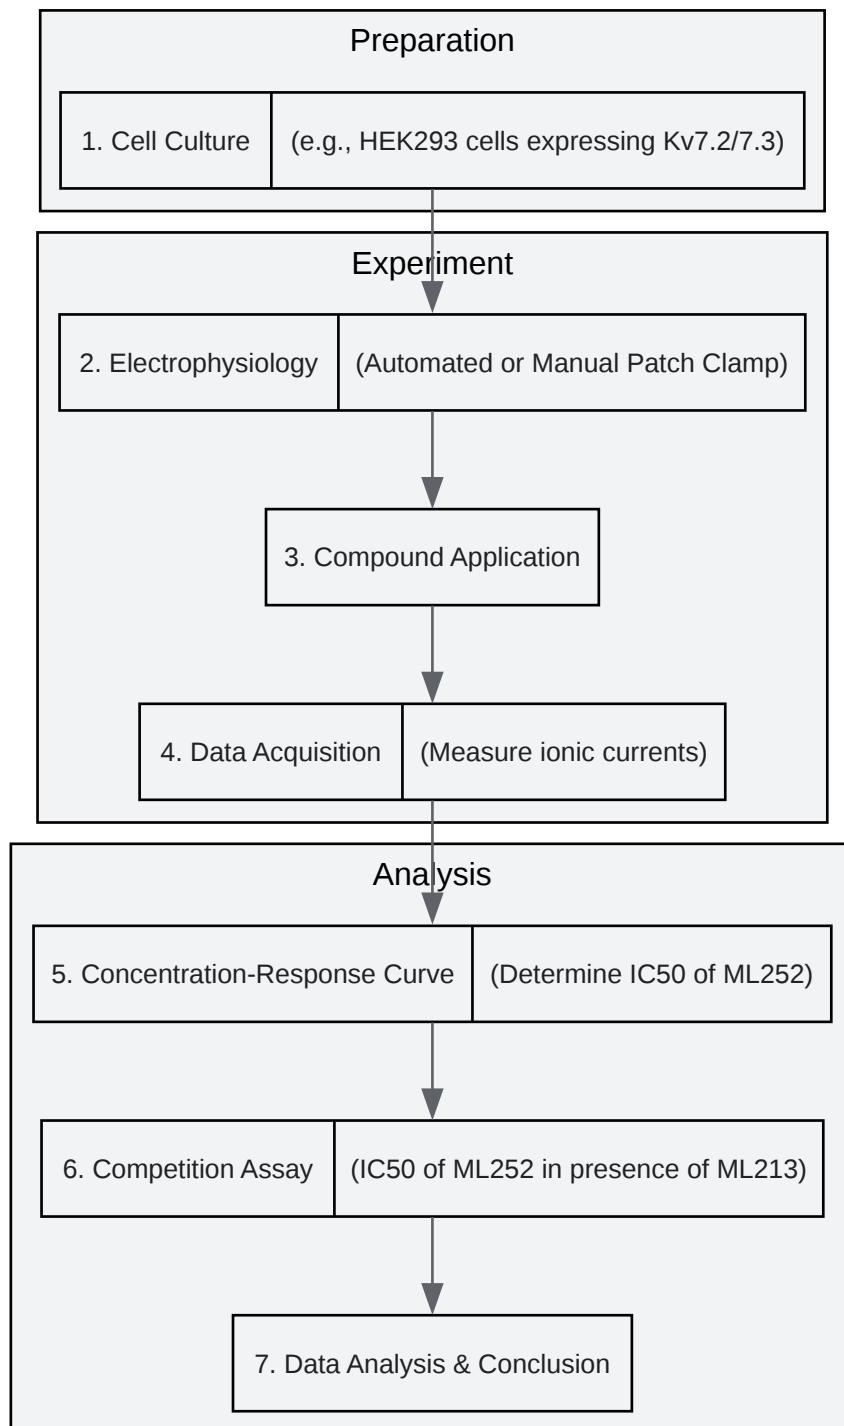 Preparation
1. Cell Culture
(e.g., HEK293 cells expressing Kv7.2/7.3)
Experiment
2. Electrophysiology
(Automated or Manual Patch Clamp)
3. Compound Application
4. Data Acquisition
(Measure ionic currents)
Analysis
5. Concentration-Response Curve
(Determine IC50 of ML252)
6. Competition Assay
(IC50 of ML252 in presence of ML213)
7. Data Analysis & Conclusion